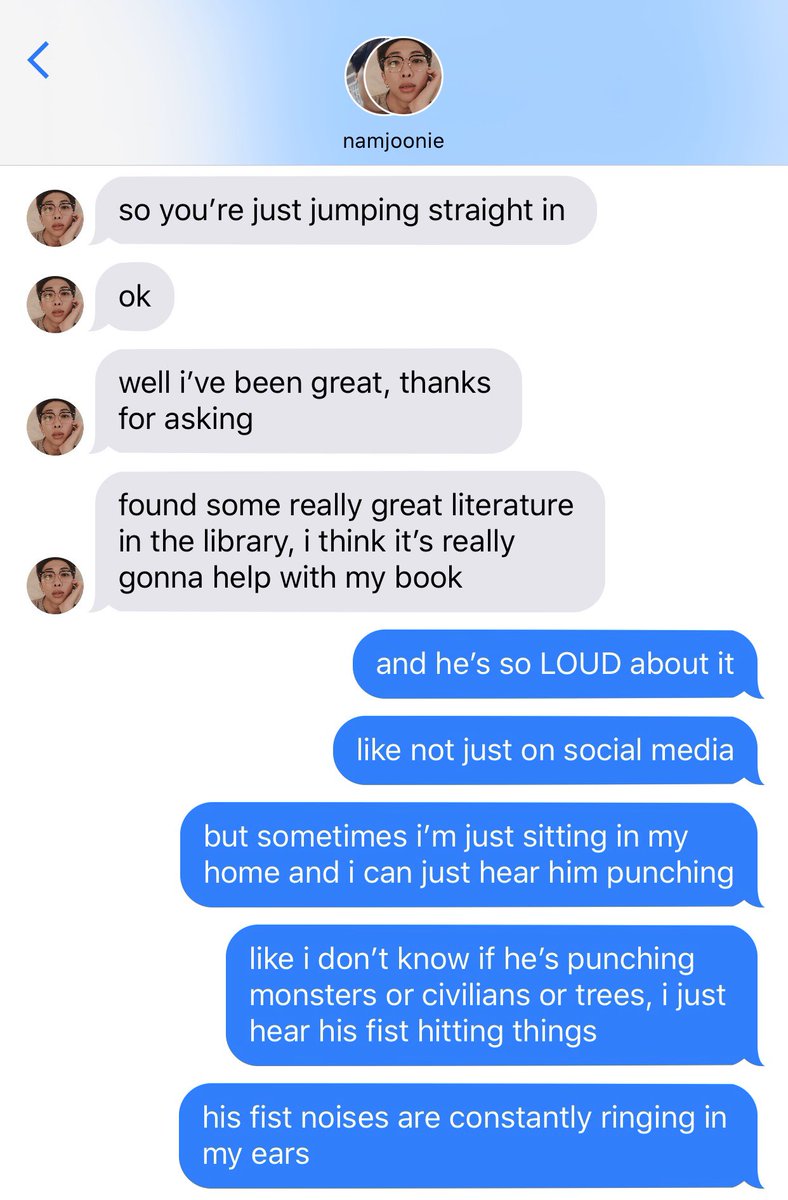 namjoonie
so you’re just jumping straight in
ok
well i’ve been great, thanks
for asking
found some really great literature
in the library, i think it’s really
gonna help with my book
and he’s so LOUD about it
like not just on social media
but sometimes i’m just sitting in my
home and i can just hear him punching
like i don’t know if he’s punching
monsters or civilians or trees, i just
hear his fist hitting things
his fist noises are constantly ringing in
my ears